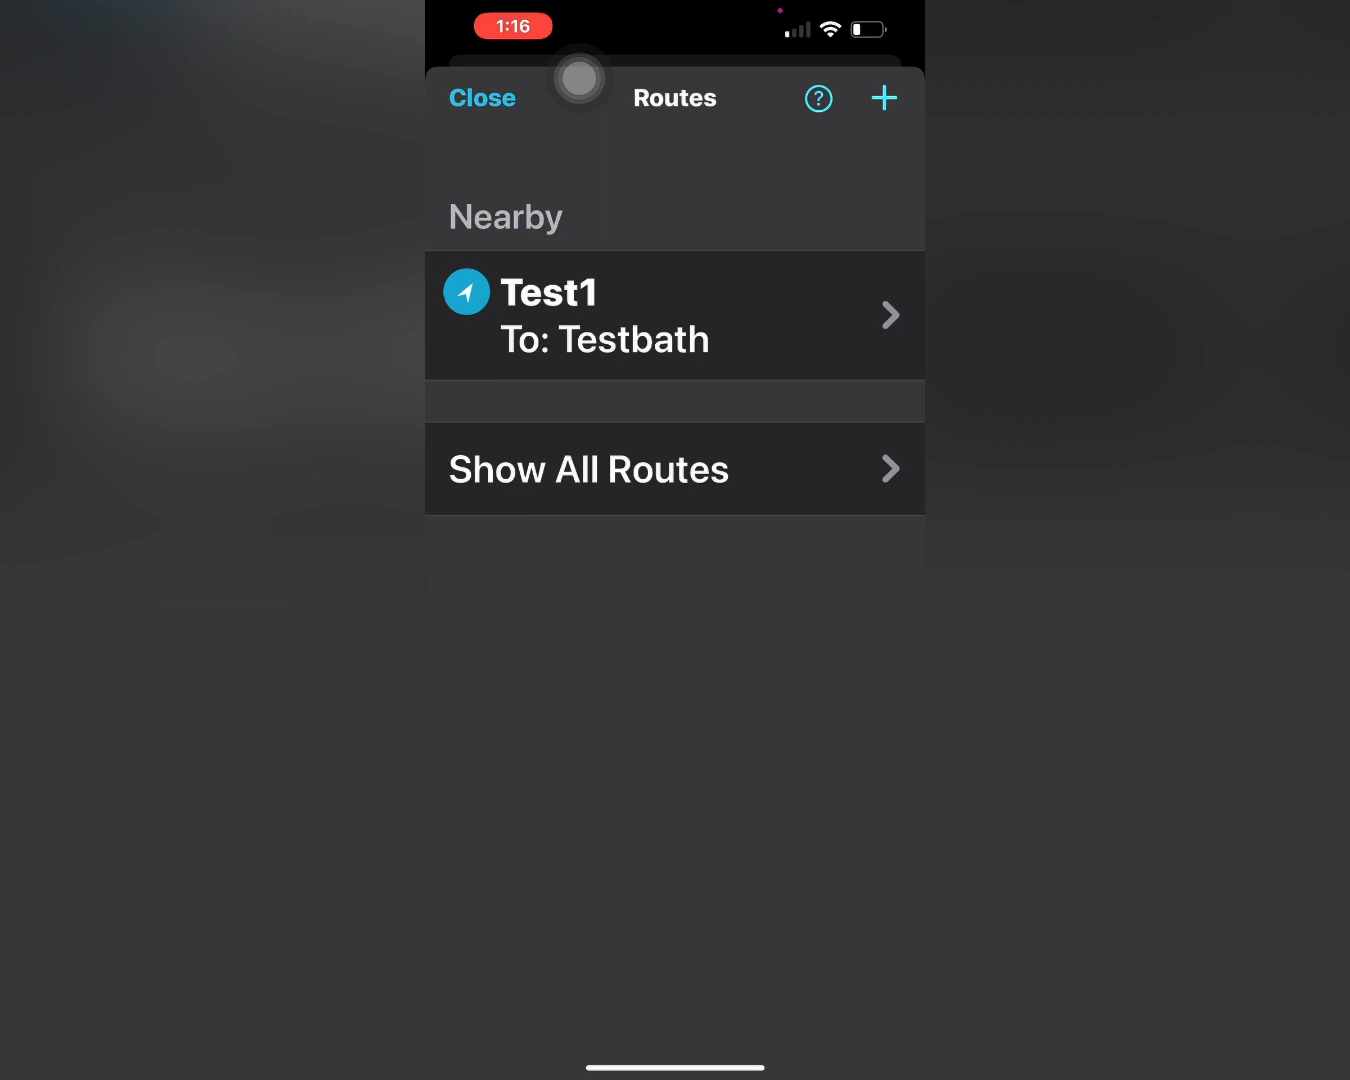 1:16
Close
Routes
?
Nearby
Test1
To: Testbath
Show All Routes